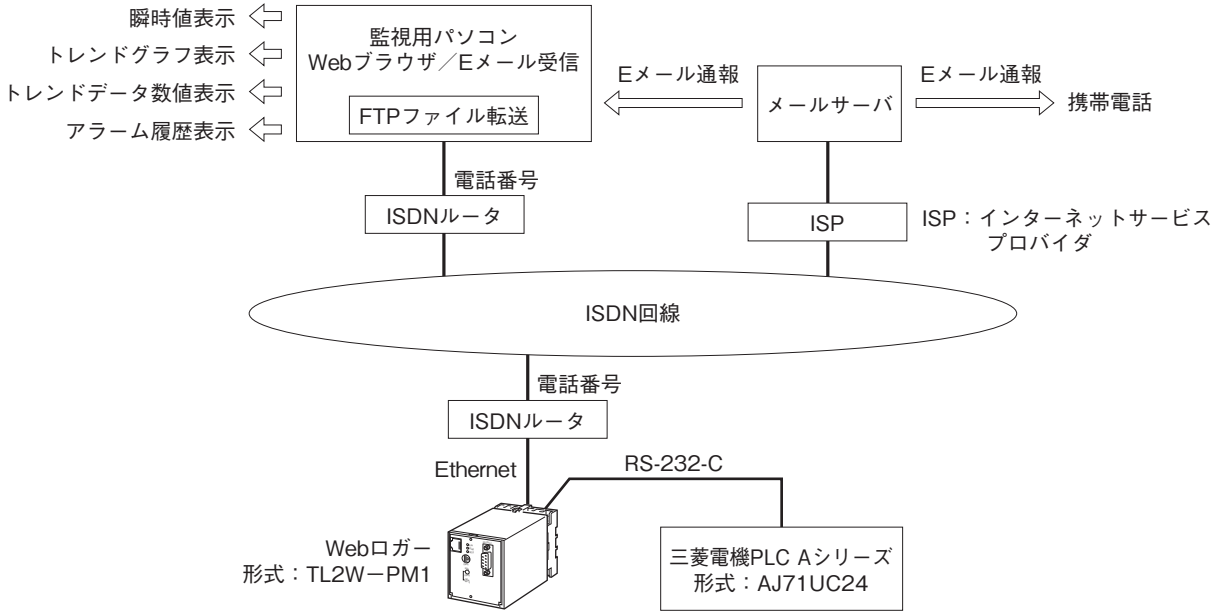 瞬時値表示
トレンドグラフ表示
トレンドデータ数値表示
アラーム履歴表示
監視用パソコン
Webブラウザ／Eメール受信
FTPファイル転送
Eメール通報
メールサーバ
Eメール通報
携帯電話
電話番号
ISDNルータ
ISP
ISP：インターネットサービス
プロバイダ
ISDN回線
電話番号
ISDNルータ
Ethernet
RS-232-C
Webロガー
形式：TL2W－PM1
三菱電機PLC Aシリーズ
形式：AJ71UC24